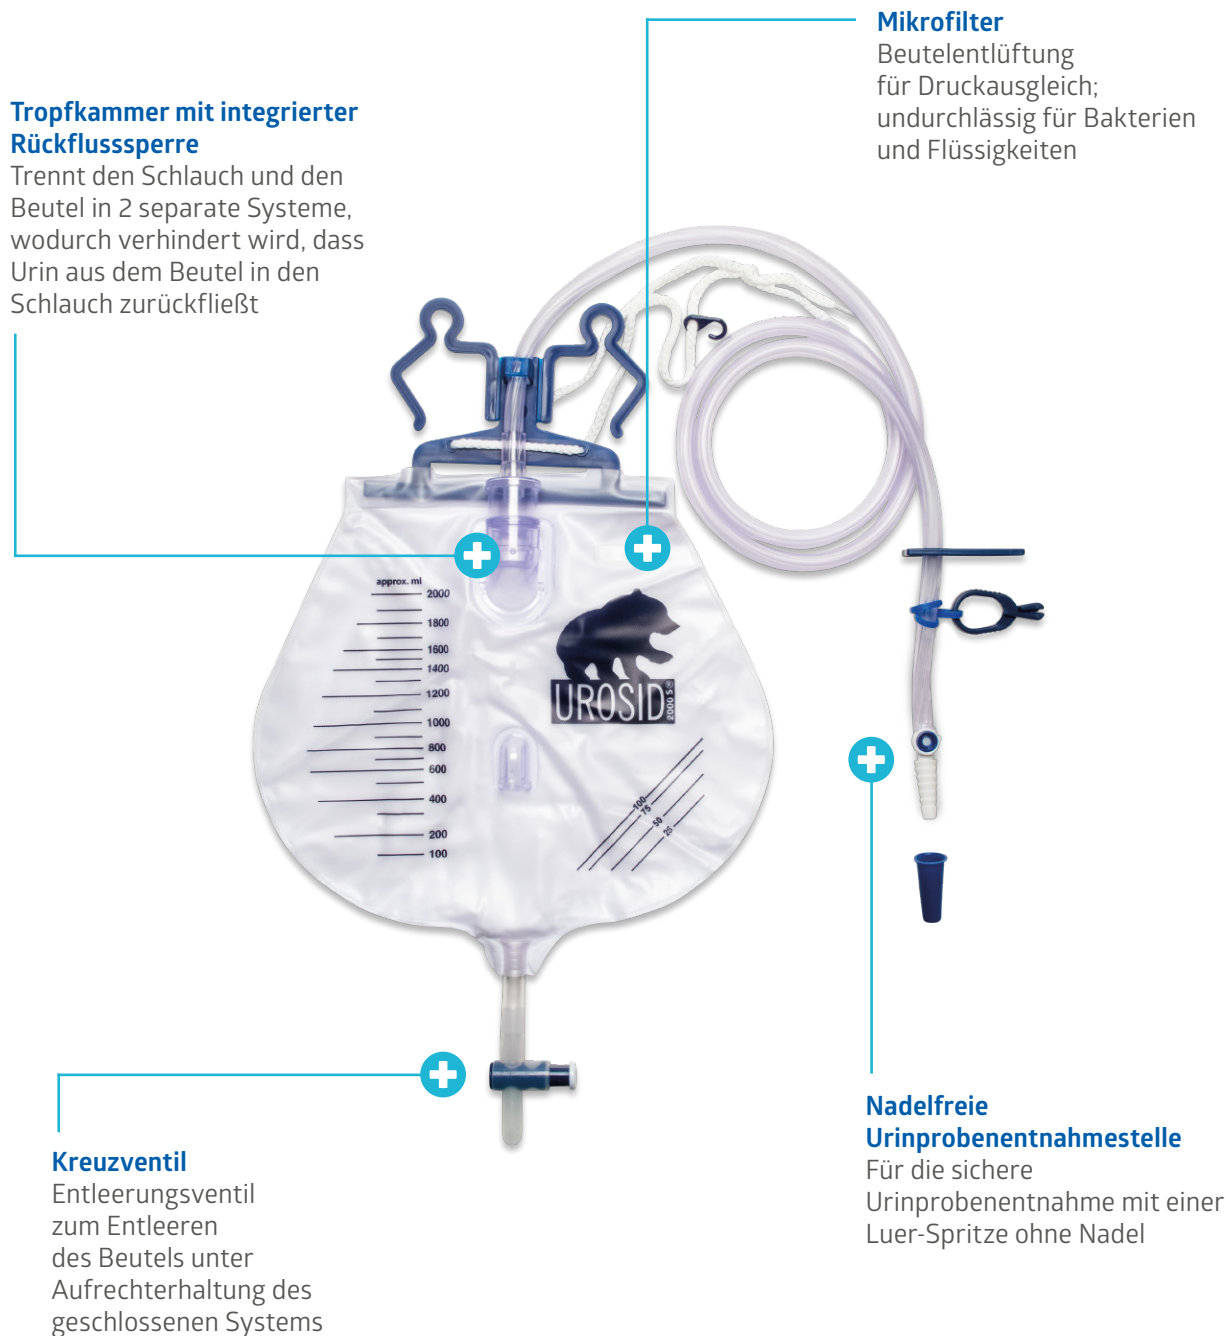 Mikrofilter
Beutelentlüftung
für Druckausgleich;
undurchlässig für Bakterien
und Flüssigkeiten
Tropfkammer mit integrierter
Rückflusssperre
Trennt den Schlauch und den
Beutel in 2 separate Systeme,
wodurch verhindert wird, dass
Urin aus dem Beutel in den
Schlauch zurückfließt
approx. ml
2000
1800
1600
1400
1200
1000
800
600
400
200
100
UROSID
2000 S®
100
75
50
25
Nadelfreie
Urinprobenentnahmestelle
Für die sichere
Urinprobenentnahme mit einer
Luer-Spritze ohne Nadel
Kreuzventil
Entleerungsventil
zum Entleeren
des Beutels unter
Aufrechterhaltung des
geschlossenen Systems